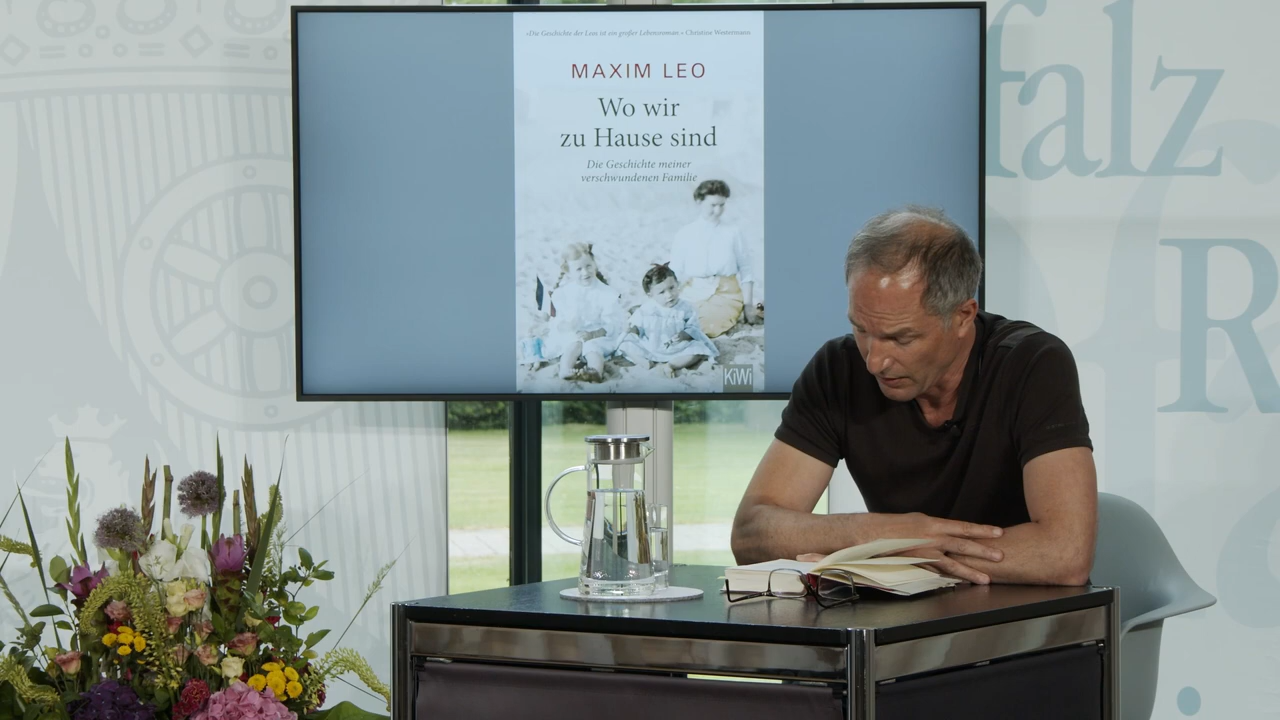 »Die Geschichte der Leos ist ein großer Lebensroman.« Christine Westermann
MAXIM LEO
Wo wir
zu Hause sind
Die Geschichte meiner
verschwundenen Familie
KiWi
falz
R